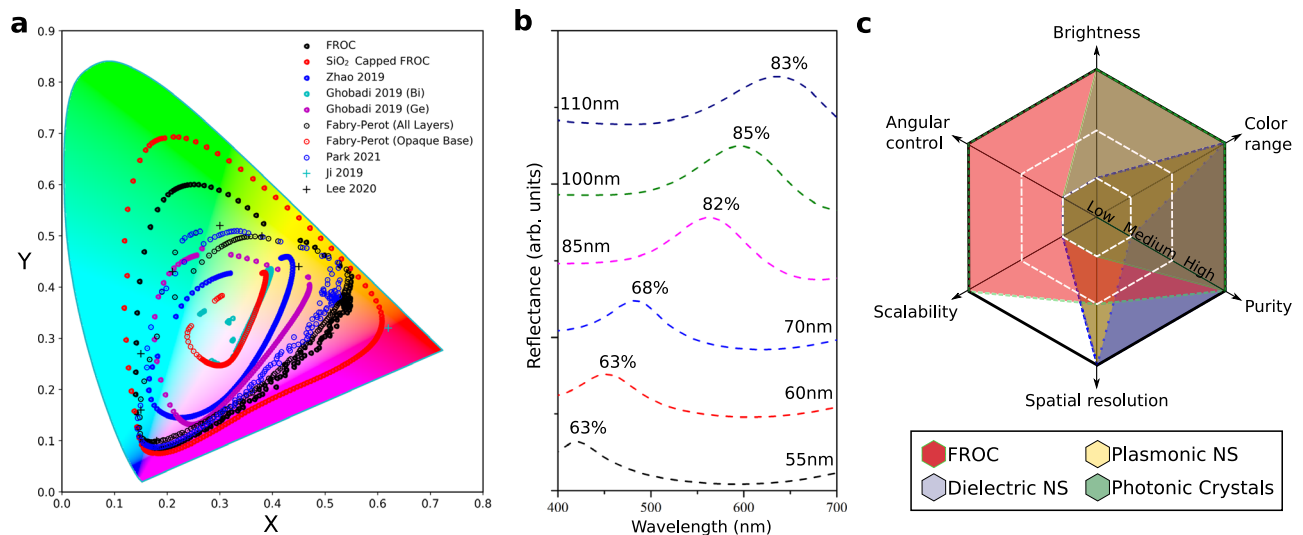 a
0.9
0.8
0.7
0.6
0.5
0.4
0.3
0.2
0.1
0.0
Y
0.0 0.1 0.2 0.3 0.4 0.5 0.6 0.7 0.8
X
FROC
SiO₂ Capped FROC
Zhao 2019
Ghobadi 2019 (Bi)
Ghobadi 2019 (Ge)
Fabry-Perot (All Layers)
Fabry-Perot (Opaque Base)
Park 2021
Ji 2019
Lee 2020
b
Reflectance (arb. units)
83%
110nm
85%
100nm
82%
85nm
68%
70nm
63%
60nm
63%
55nm
400 500 600 700
Wavelength (nm)
c
Brightness
Angular
control
Color
range
Low Medium High
Scalability
Purity
Spatial resolution
FROC
Plasmonic NS
Dielectric NS
Photonic Crystals